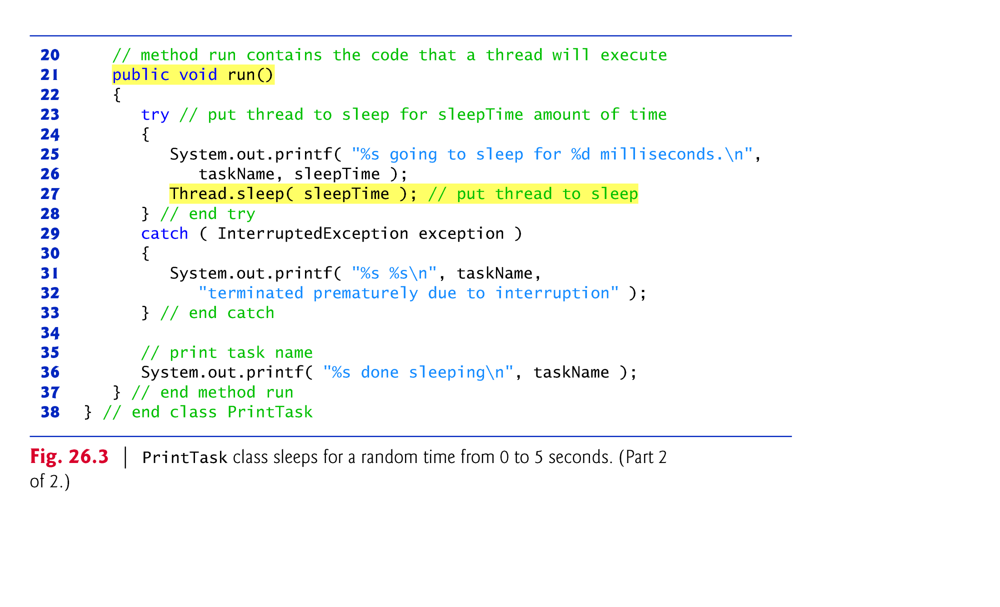 20 // method run contains the code that a thread will execute
21 public void run()
22 {
23 try // put thread to sleep for sleepTime amount of time
24 {
25 System.out.printf( "%s going to sleep for %d milliseconds.\n",
26 taskName, sleepTime );
27 Thread.sleep( sleepTime ); // put thread to sleep
28 } // end try
29 catch ( InterruptedException exception )
30 {
31 System.out.printf( "%s %s\n", taskName,
32 "terminated prematurely due to interruption" );
33 } // end catch
34
35 // print task name
36 System.out.printf( "%s done sleeping\n", taskName );
37 } // end method run
38 } // end class PrintTask
Fig. 26.3 | PrintTask class sleeps for a random time from 0 to 5 seconds. (Part 2
of 2.)